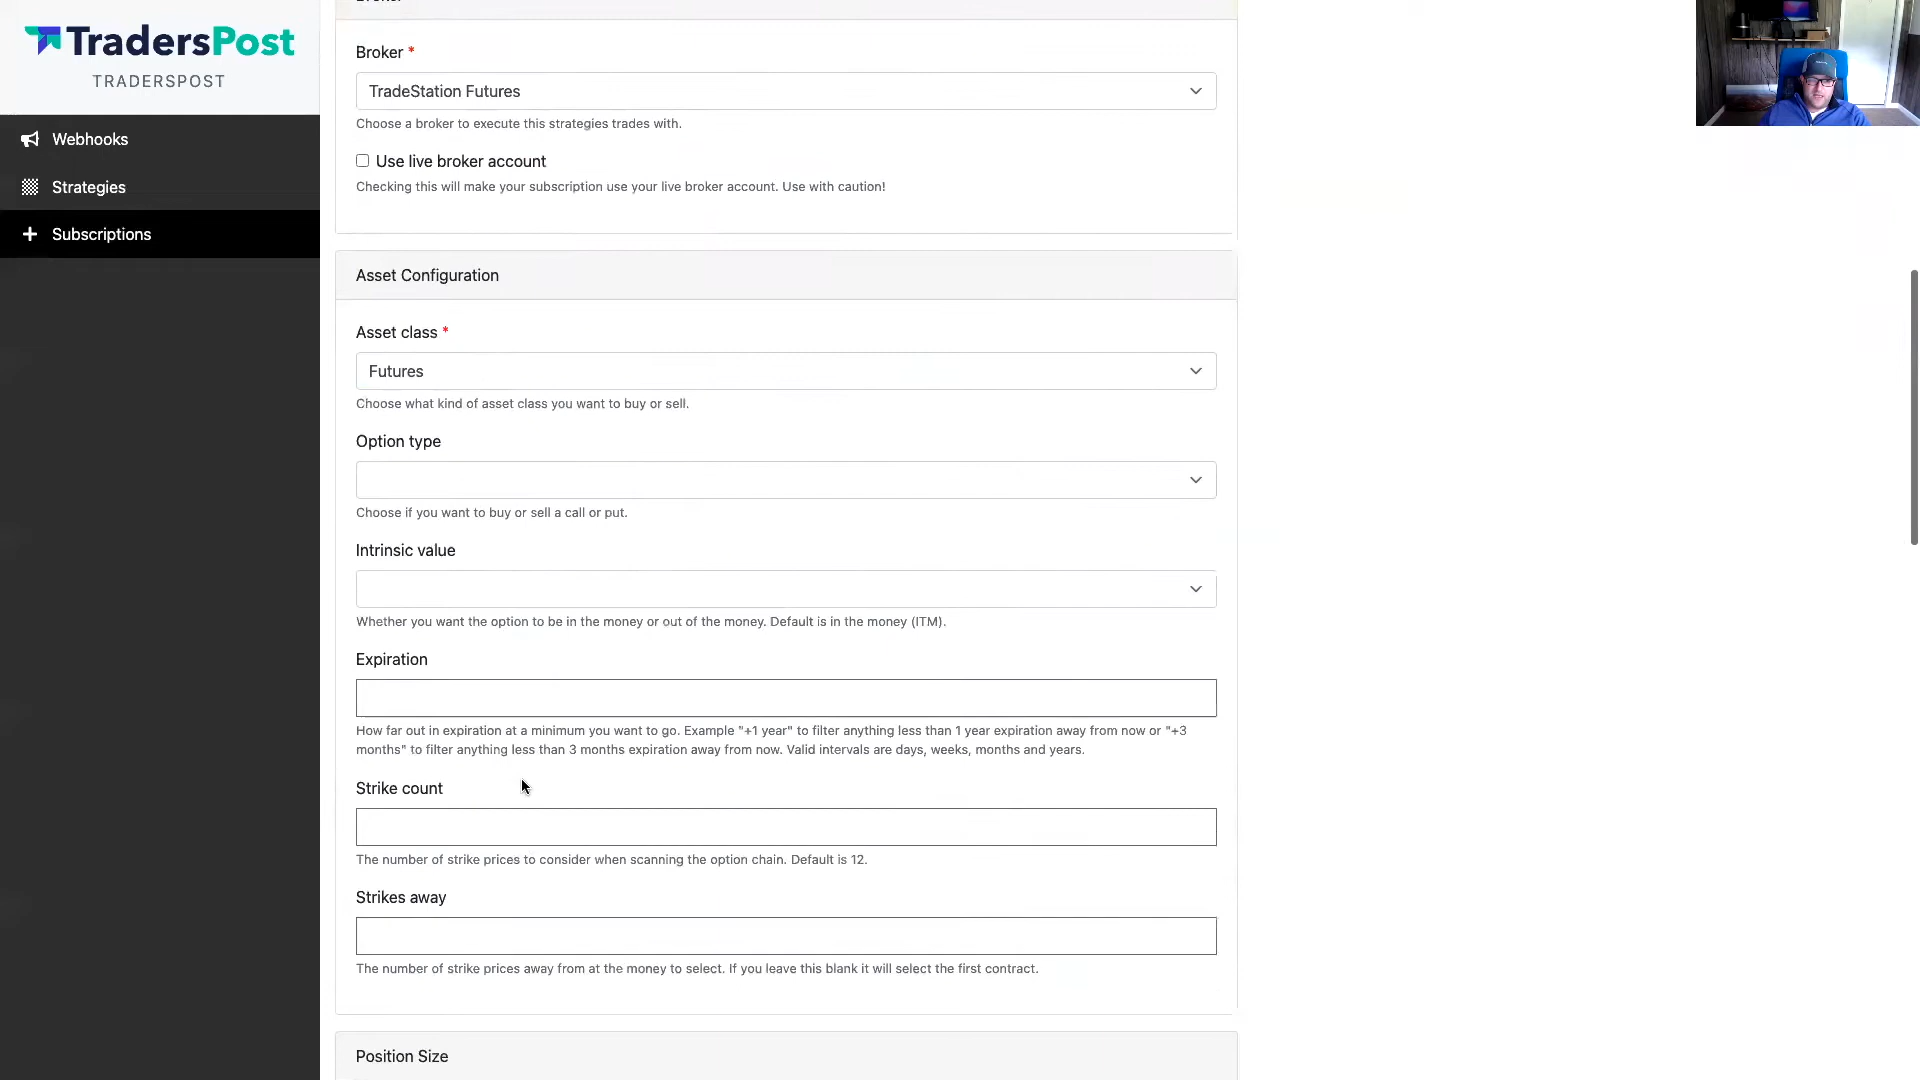 TradersPost
TRADERSPOST
Webhooks
Strategies
Subscriptions
Broker *
TradeStation Futures
Choose a broker to execute this strategies trades with.
Use live broker account
Checking this will make your subscription use your live broker account. Use with caution!
Asset Configuration
Asset class *
Futures
Choose what kind of asset class you want to buy or sell.
Option type
Choose if you want to buy or sell a call or put.
Intrinsic value
Whether you want the option to be in the money or out of the money. Default is in the money (ITM).
Expiration
How far out in expiration at a minimum you want to go. Example "+1 year" to filter anything less than 1 year expiration away from now or "+3
months" to filter anything less than 3 months expiration away from now. Valid intervals are days, weeks, months and years.
Strike count
The number of strike prices to consider when scanning the option chain. Default is 12.
Strikes away
The number of strike prices away from at the money to select. If you leave this blank it will select the first contract.
Position Size